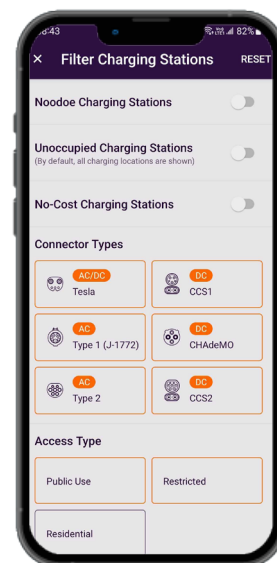 :43
82%
× Filter Charging Stations RESET
Noodoe Charging Stations
Unoccupied Charging Stations
(By default, all charging locations are shown)
No-Cost Charging Stations
Connector Types
AC/DC
Tesla
DC
CCS1
AC
Type 1 (J-1772)
DC
CHAdeMO
AC
Type 2
DC
CCS2
Access Type
Public Use
Restricted
Residential